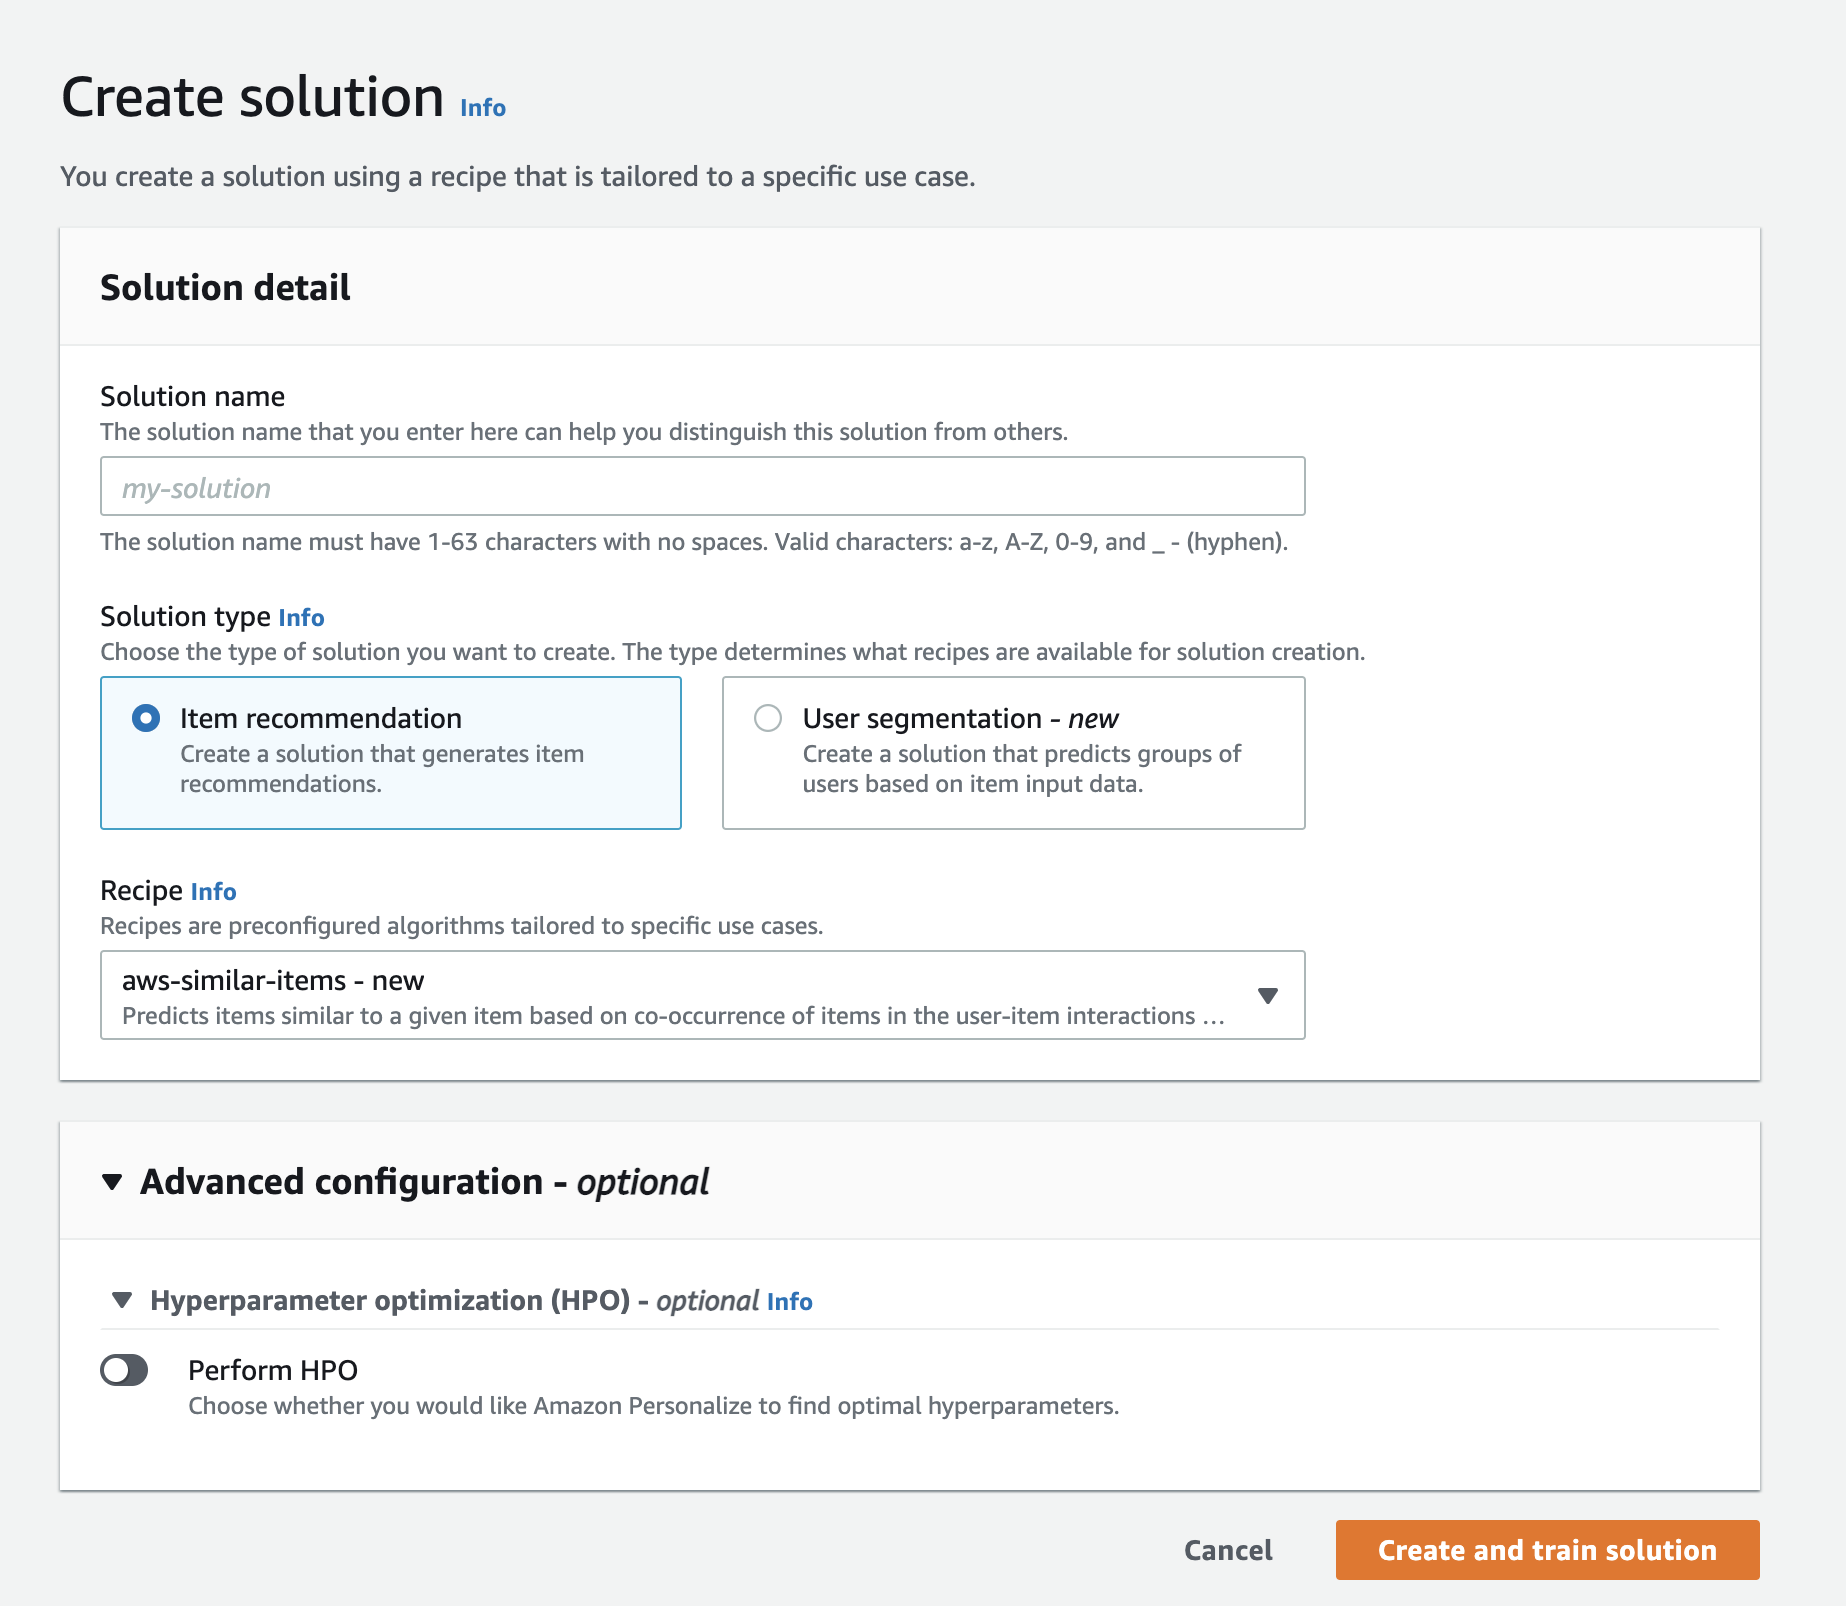 Create solution Info
You create a solution using a recipe that is tailored to a specific use case.
Solution detail
Solution name
The solution name that you enter here can help you distinguish this solution from others.
my-solution
The solution name must have 1-63 characters with no spaces. Valid characters: a-z, A-Z, 0-9, and _ - (hyphen).
Solution type Info
Choose the type of solution you want to create. The type determines what recipes are available for solution creation.
Item recommendation
Create a solution that generates item
recommendations.
User segmentation - new
Create a solution that predicts groups of
users based on item input data.
Recipe Info
Recipes are preconfigured algorithms tailored to specific use cases.
aws-similar-items - new
Predicts items similar to a given item based on co-occurrence of items in the user-item interactions ...
Advanced configuration - optional
Hyperparameter optimization (HPO) - optional Info
Perform HPO
Choose whether you would like Amazon Personalize to find optimal hyperparameters.
Cancel
Create and train solution